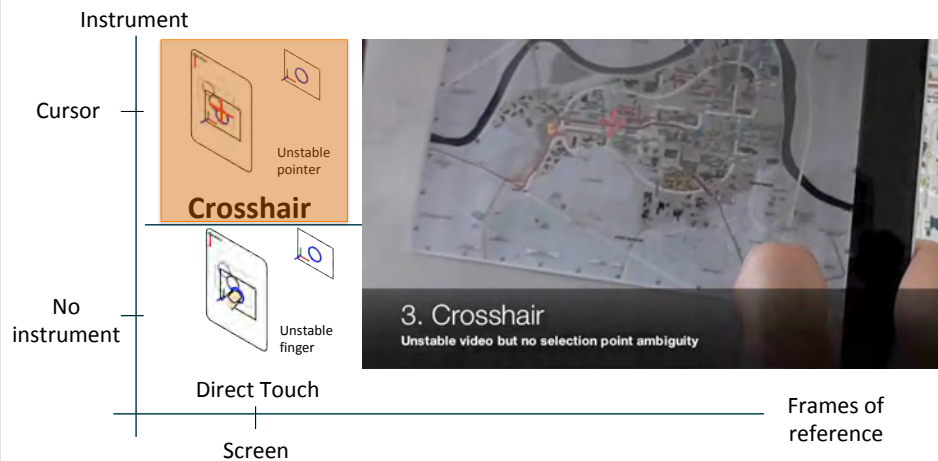 Instrument
Cursor
Unstable
pointer
Crosshair
No
instrument
Unstable
finger
Direct Touch
Screen
Frames of
reference
3. Crosshair
Unstable video but no selection point ambiguity